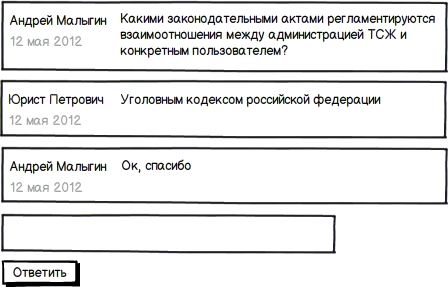 Андрей Малыгин
12 мая 2012
Какими законодательными актами регламентируются
взаимоотношения между администрацией ТСЖ и
конкретным пользователем?
Юрист Петрович
12 мая 2012
Уголовным кодексом российской федерации
Андрей Малыгин
12 мая 2012
Ок, спасибо
Ответить